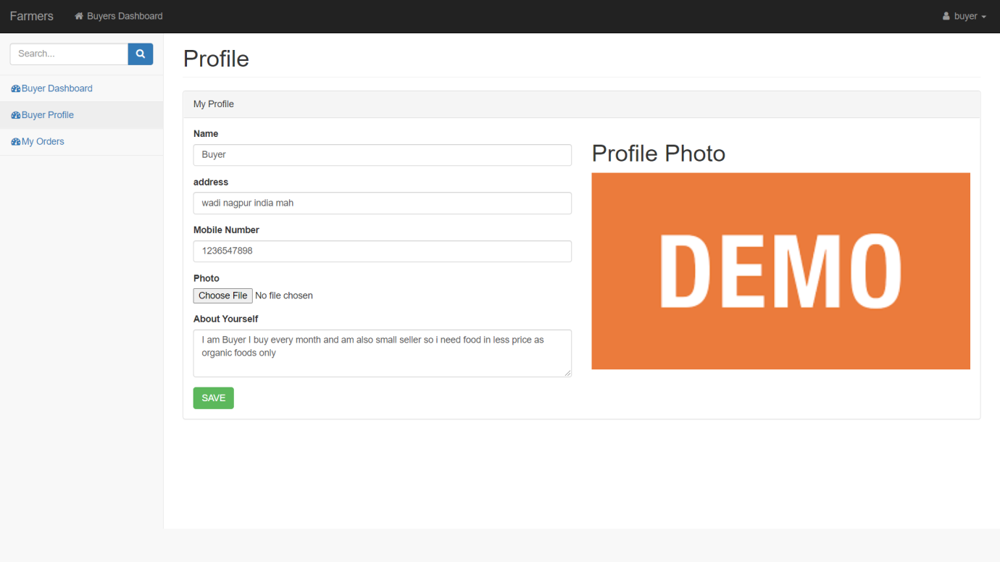 Farmers Buyers Dashboard buyer
Search...
Buyer Dashboard
Buyer Profile
My Orders
Profile
My Profile
Name
Buyer
address
wadi nagpur india mah
Mobile Number
1236547898
Photo
Choose File No file chosen
About Yourself
I am Buyer I buy every month and am also small seller so i need food in less price as
organic foods only
SAVE
Profile Photo
DEMO